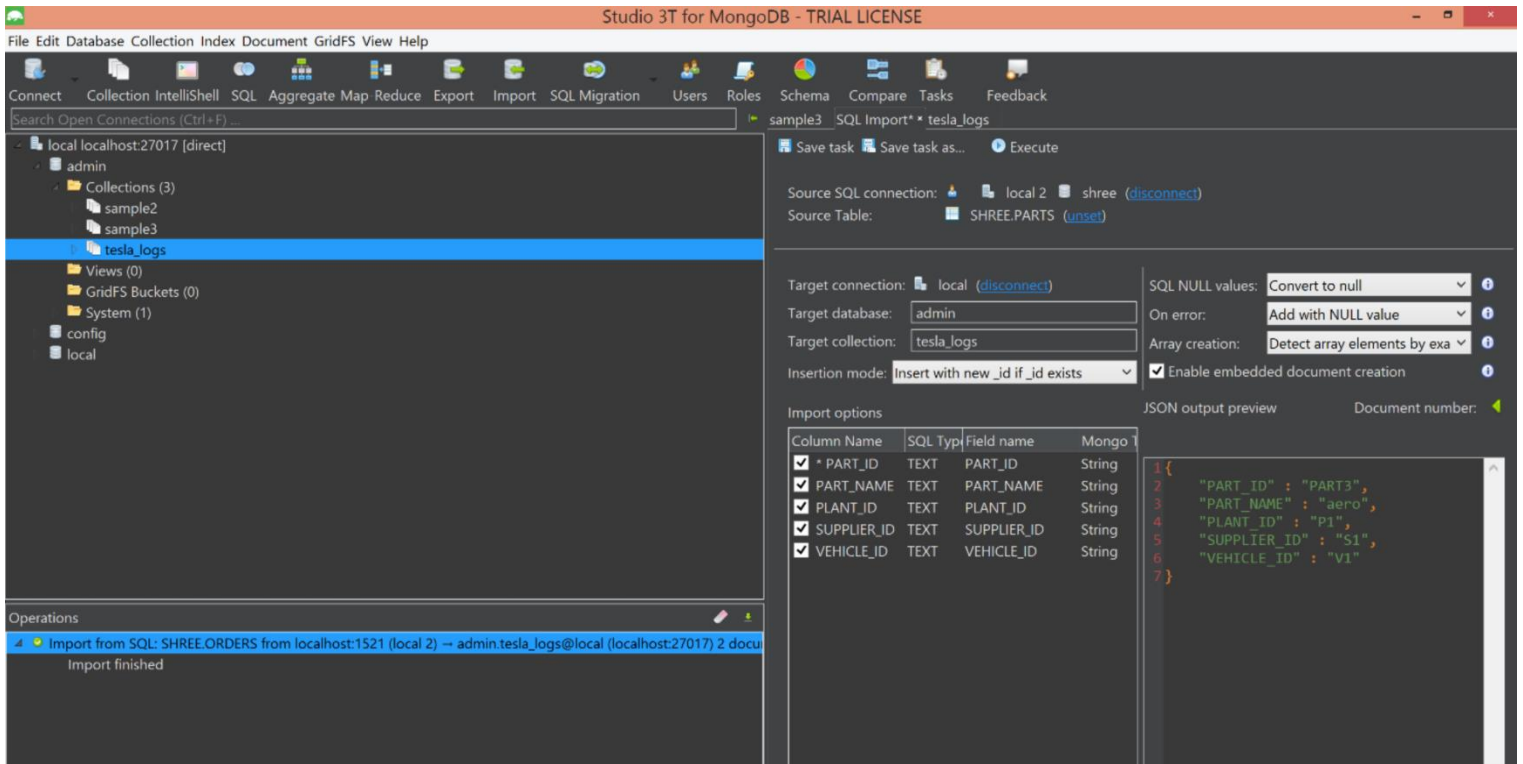 Studio 3T for MongoDB - TRIAL LICENSE
File Edit Database Collection Index Document GridFS View Help
Connect Collection IntelliShell SQL Aggregate Map Reduce Export Import SQL Migration Users Roles Schema Compare Tasks Feedback
Search Open Connections (Ctrl+F) ...
local localhost:27017 [direct]
admin
Collections (3)
sample2
sample3
tesla_logs
Views (0)
GridFS Buckets (0)
System (1)
config
local
Operations
Import from SQL: SHREE.ORDERS from localhost:1521 (local 2) → admin.tesla_logs@local (localhost:27017) 2 docu
Import finished
sample3 SQL Import* × tesla_logs
Save task Save task as... Execute
Source SQL connection: local 2 shree (disconnect)
Source Table: SHREE.PARTS (unset)
Target connection: local (disconnect)
Target database: admin
Target collection: tesla_logs
Insertion mode: Insert with new _id if _id exists
SQL NULL values: Convert to null
On error: Add with NULL value
Array creation: Detect array elements by exa
Enable embedded document creation
Import options
Column Name SQL Typ Field name Mongo T
* PART_ID TEXT PART_ID String
PART_NAME TEXT PART_NAME String
PLANT_ID TEXT PLANT_ID String
SUPPLIER_ID TEXT SUPPLIER_ID String
VEHICLE_ID TEXT VEHICLE_ID String
JSON output preview Document number:
1 {
2 "PART_ID" : "PART3",
3 "PART_NAME" : "aero",
4 "PLANT_ID" : "P1",
5 "SUPPLIER_ID" : "S1",
6 "VEHICLE_ID" : "V1"
7 }